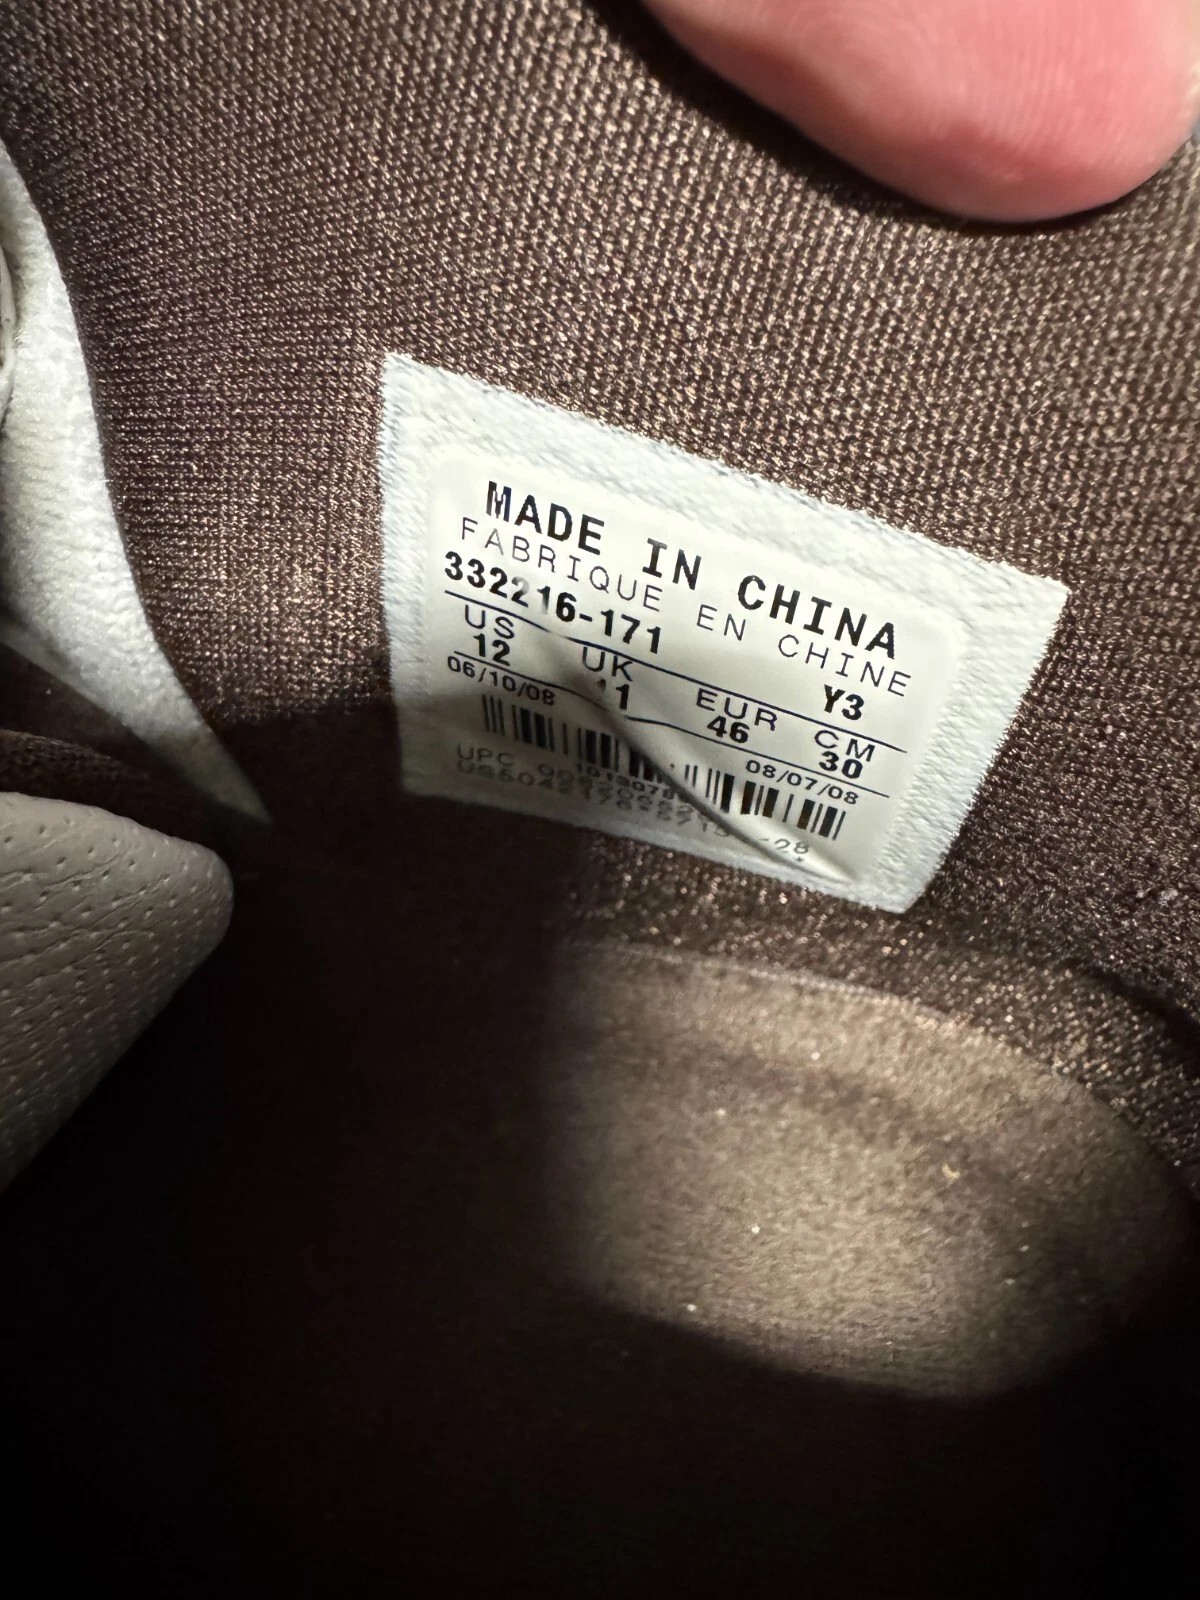 MADE IN CHINA
FABRIQUE EN CHINE
332216-171 Y3
US UK EUR CM
12 11 46 30
06/10/08 08/07/08
UPC